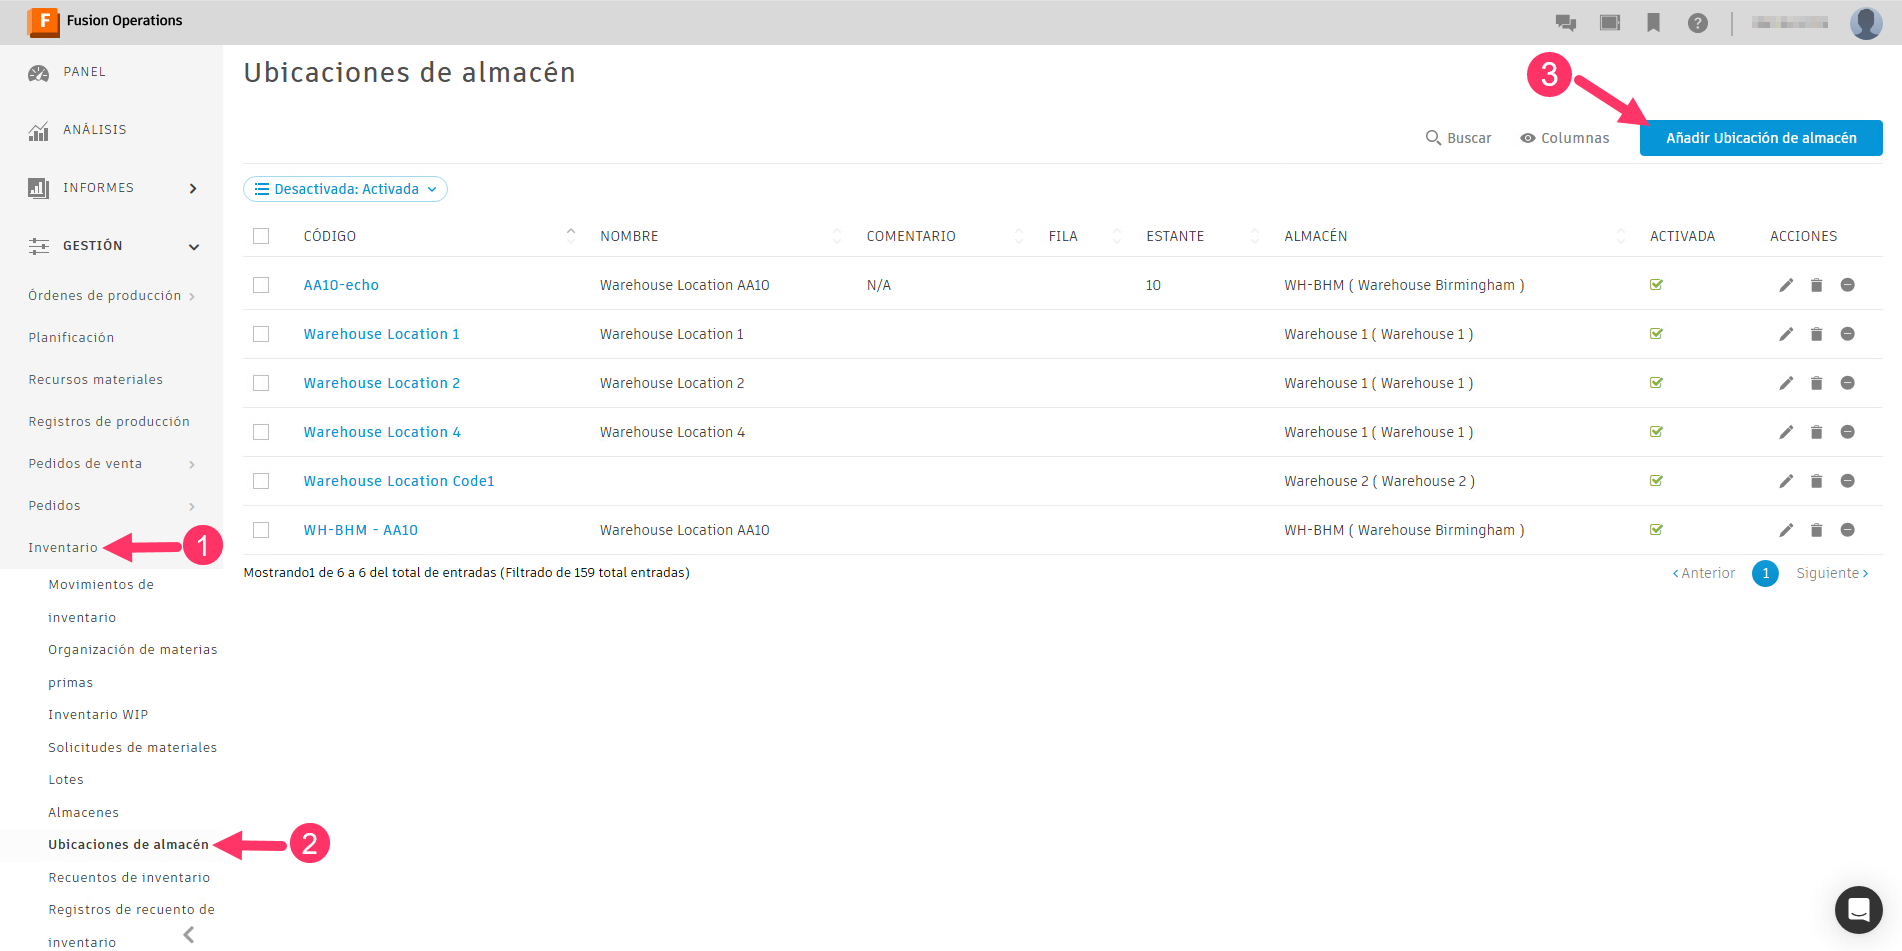 F Fusion Operations
?
PANEL
ANÁLISIS
INFORMES
GESTIÓN
Órdenes de producción
Planificación
Recursos materiales
Registros de producción
Pedidos de venta
Pedidos
Inventario
1
Movimientos de
inventario
Organización de materias
primas
Inventario WIP
Solicitudes de materiales
Lotes
Almacenes
Ubicaciones de almacén
2
Recuentos de inventario
Registros de recuento de
inventario
Ubicaciones de almacén
3
Buscar Columnas Añadir Ubicación de almacén
Desactivada: Activada
CÓDIGO NOMBRE COMENTARIO FILA ESTANTE ALMACÉN ACTIVADA ACCIONES
AA10-echo Warehouse Location AA10 N/A 10 WH-BHM ( Warehouse Birmingham )
Warehouse Location 1 Warehouse Location 1 Warehouse 1 ( Warehouse 1 )
Warehouse Location 2 Warehouse Location 2 Warehouse 1 ( Warehouse 1 )
Warehouse Location 4 Warehouse Location 4 Warehouse 1 ( Warehouse 1 )
Warehouse Location Code1 Warehouse 2 ( Warehouse 2 )
WH-BHM - AA10 Warehouse Location AA10 WH-BHM ( Warehouse Birmingham )
Mostrando1 de 6 a 6 del total de entradas (Filtrado de 159 total entradas) Anterior 1 Siguiente